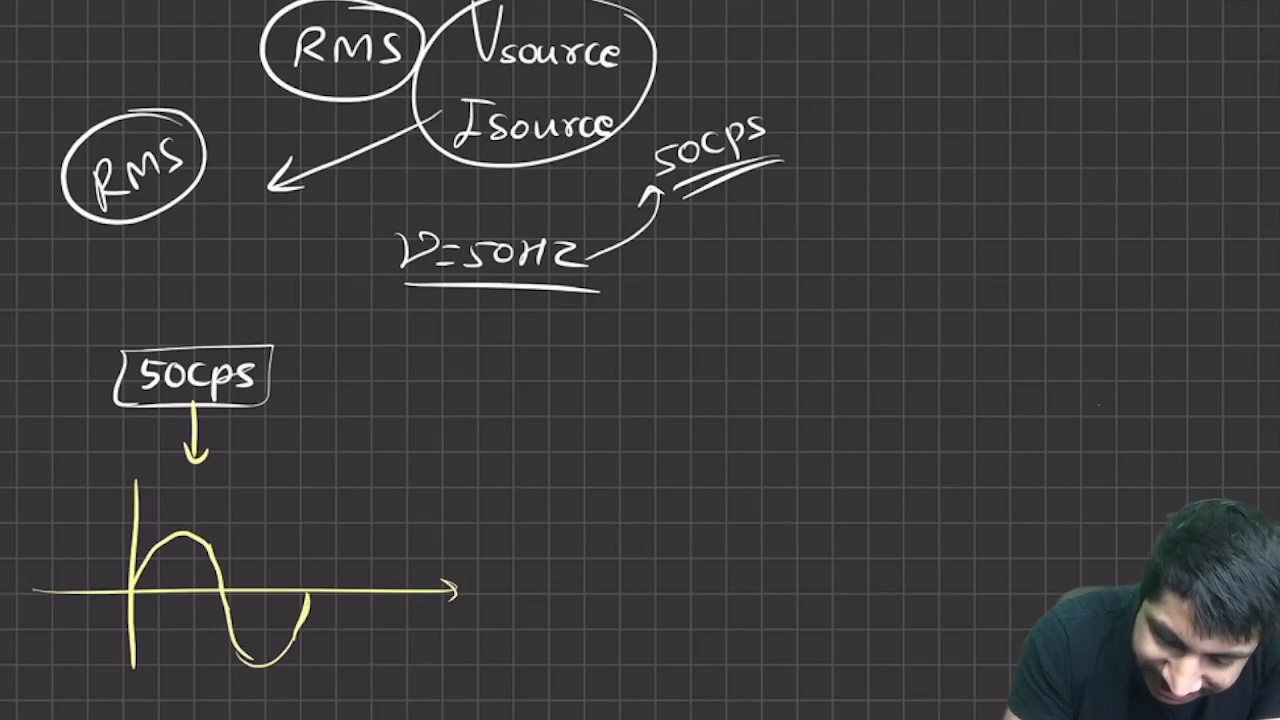 RMS Vsource
Isource
RMS
50cps
ν=50Hz
50cps